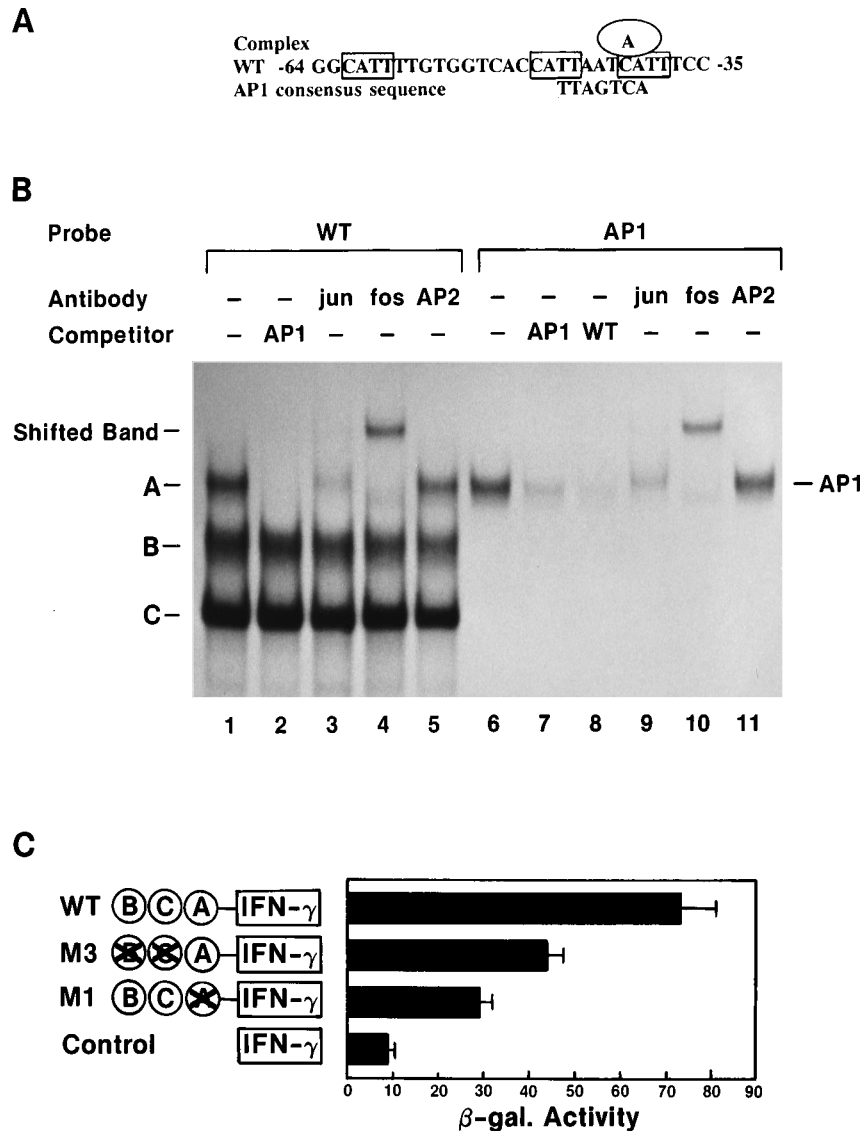 A
Complex A
WT -64 GGCATTTTGTGGTCACCATTAATCATTTCC -35
AP1 consensus sequence TTAGTCA
B
Probe WT AP1
Antibody – – jun fos AP2 – – – jun fos AP2
Competitor – AP1 – – – – AP1 WT – – –
Shifted Band –
A – – AP1
B –
C –
1 2 3 4 5 6 7 8 9 10 11
C
WT B C A IFN-γ
M3 B C A IFN-γ
M1 B C A IFN-γ
Control IFN-γ
0 10 20 30 40 50 60 70 80 90
β-gal. Activity